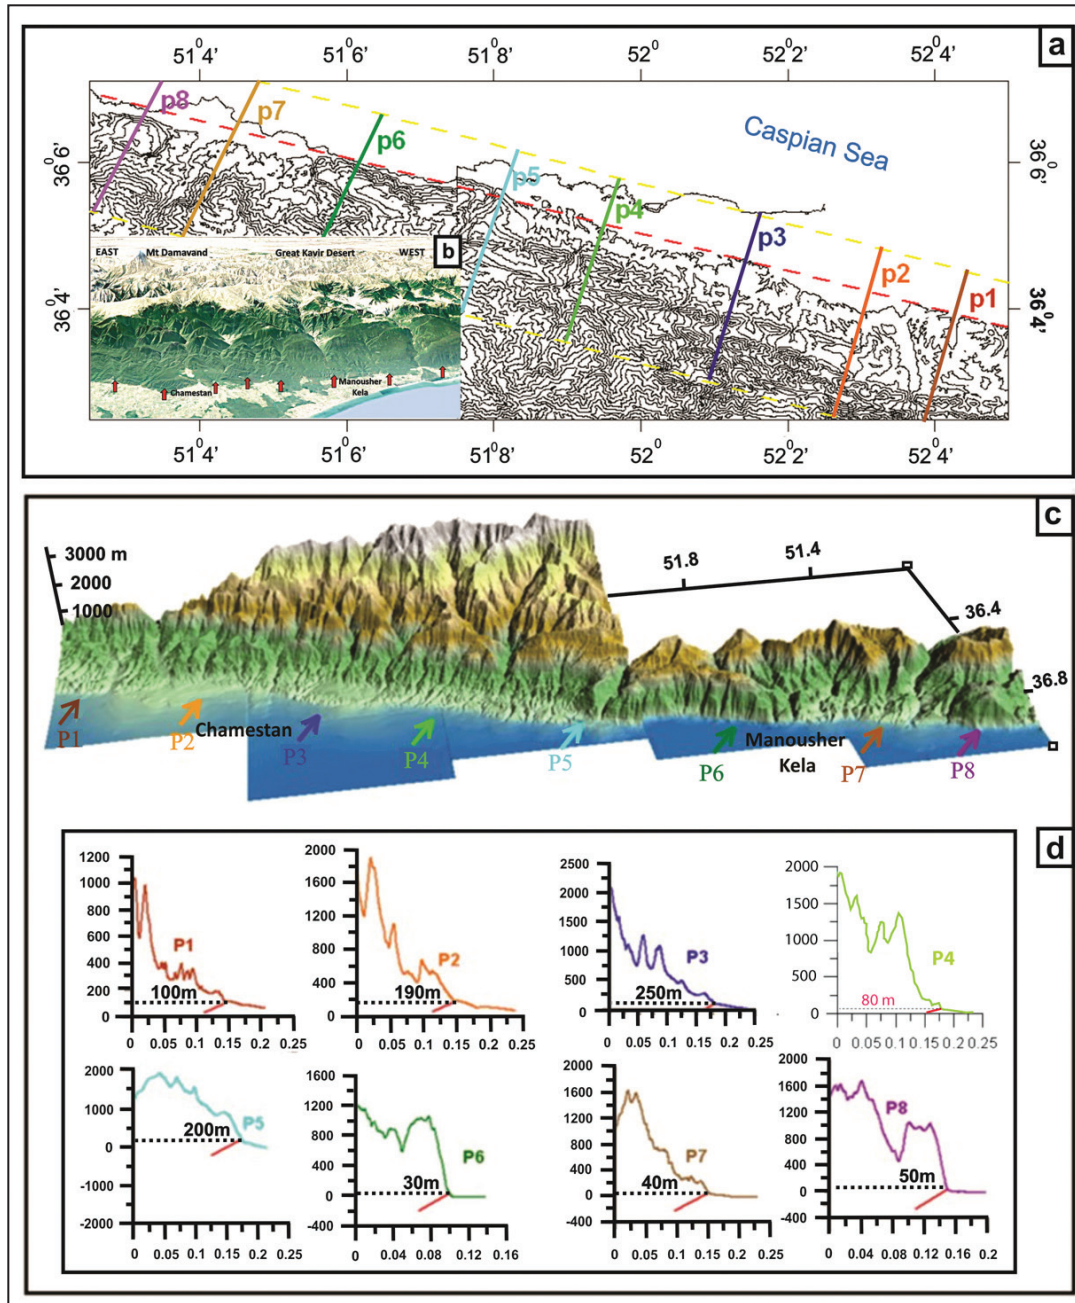 a
51⁰4' 51⁰6' 51⁰8' 52⁰ 52⁰2' 52⁰4'
p8 p7 p6 p5 p4 p3 p2 p1
Caspian Sea
36⁰6' 36⁰4'
36⁰6' 36⁰4'
b
EAST Mt Damavand Great Kavir Desert WEST
Chamestan Manousher
Kela
51⁰4' 51⁰6' 51⁰8' 52⁰ 52⁰2' 52⁰4'
c
3000 m
2000
1000
51.8 51.4
36.4
36.8
P1 P2 Chamestan P3 P4 P5 P6 Manousher
Kela P7 P8
d
1200
1000
800
600
400
200
0
P1
100m
0 0.05 0.1 0.15 0.2 0.25
2000
1600
1200
800
400
0
P2
190m
0 0.05 0.1 0.15 0.2 0.25
2500
2000
1500
1000
500
0
P3
250m
0 0.05 0.1 0.15 0.2 0.25
2000
1500
1000
500
0
P4
80 m
0 0.05 0.1 0.15 0.2 0.25
2000
1000
0
-1000
-2000
P5
200m
0 0.05 0.1 0.15 0.2 0.25
1600
1200
800
400
0
-400
P6
30m
0 0.04 0.08 0.12 0.16
2000
1600
1200
800
400
0
-400
P7
40m
0 0.05 0.1 0.15 0.2 0.25
2000
1600
1200
800
400
0
-400
P8
50m
0 0.04 0.08 0.12 0.16 0.2